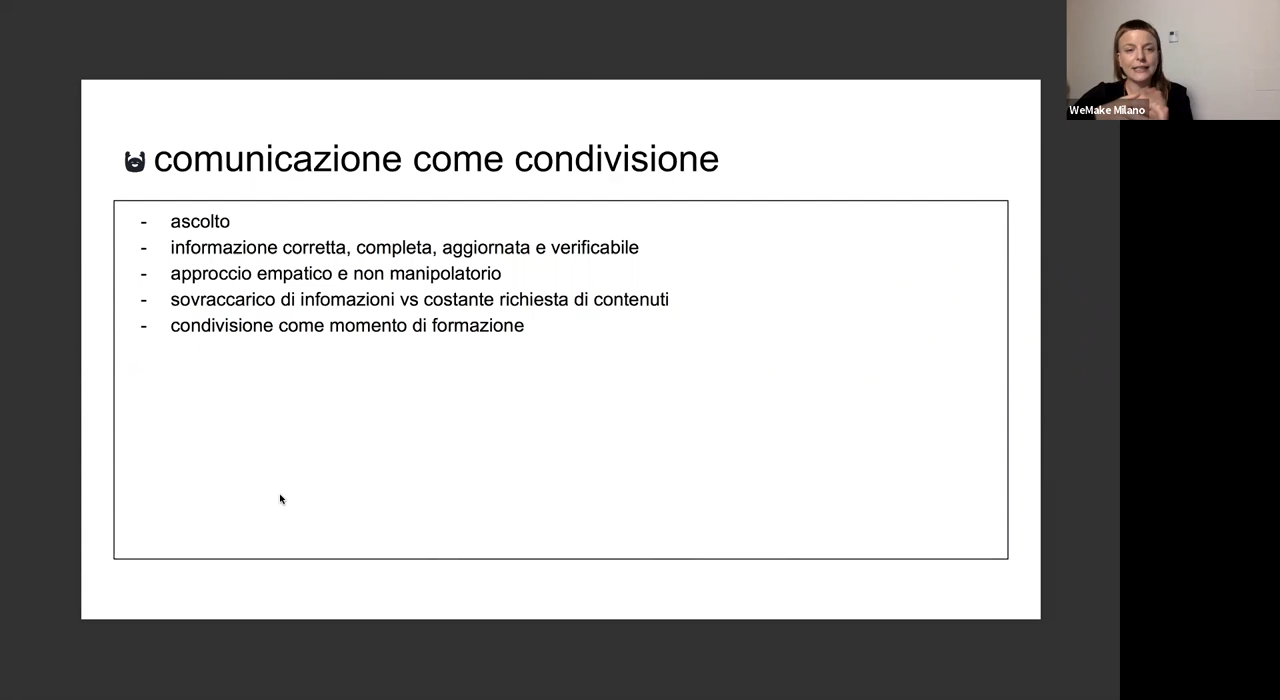 comunicazione come condivisione
- ascolto
- informazione corretta, completa, aggiornata e verificabile
- approccio empatico e non manipolatorio
- sovraccarico di infomazioni vs costante richiesta di contenuti
- condivisione come momento di formazione
WeMake Milano